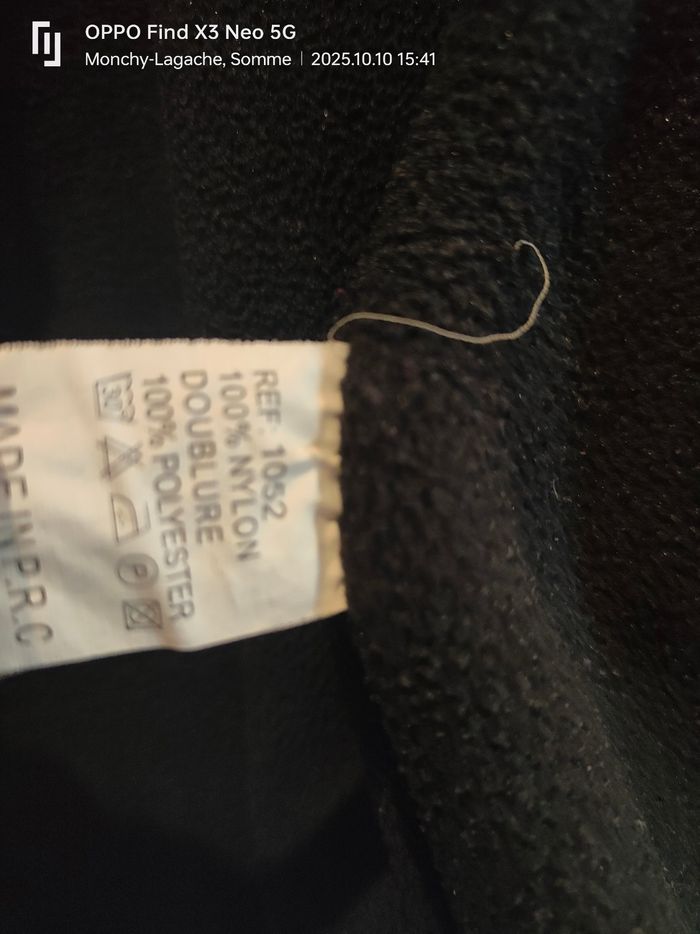 OPPO Find X3 Neo 5G
Monchy-Lagache, Somme | 2025.10.10 15:41
REF: 1052
100% NYLON
DOUBLURE
100% POLYESTER
30°
P
MADE IN P.R.C